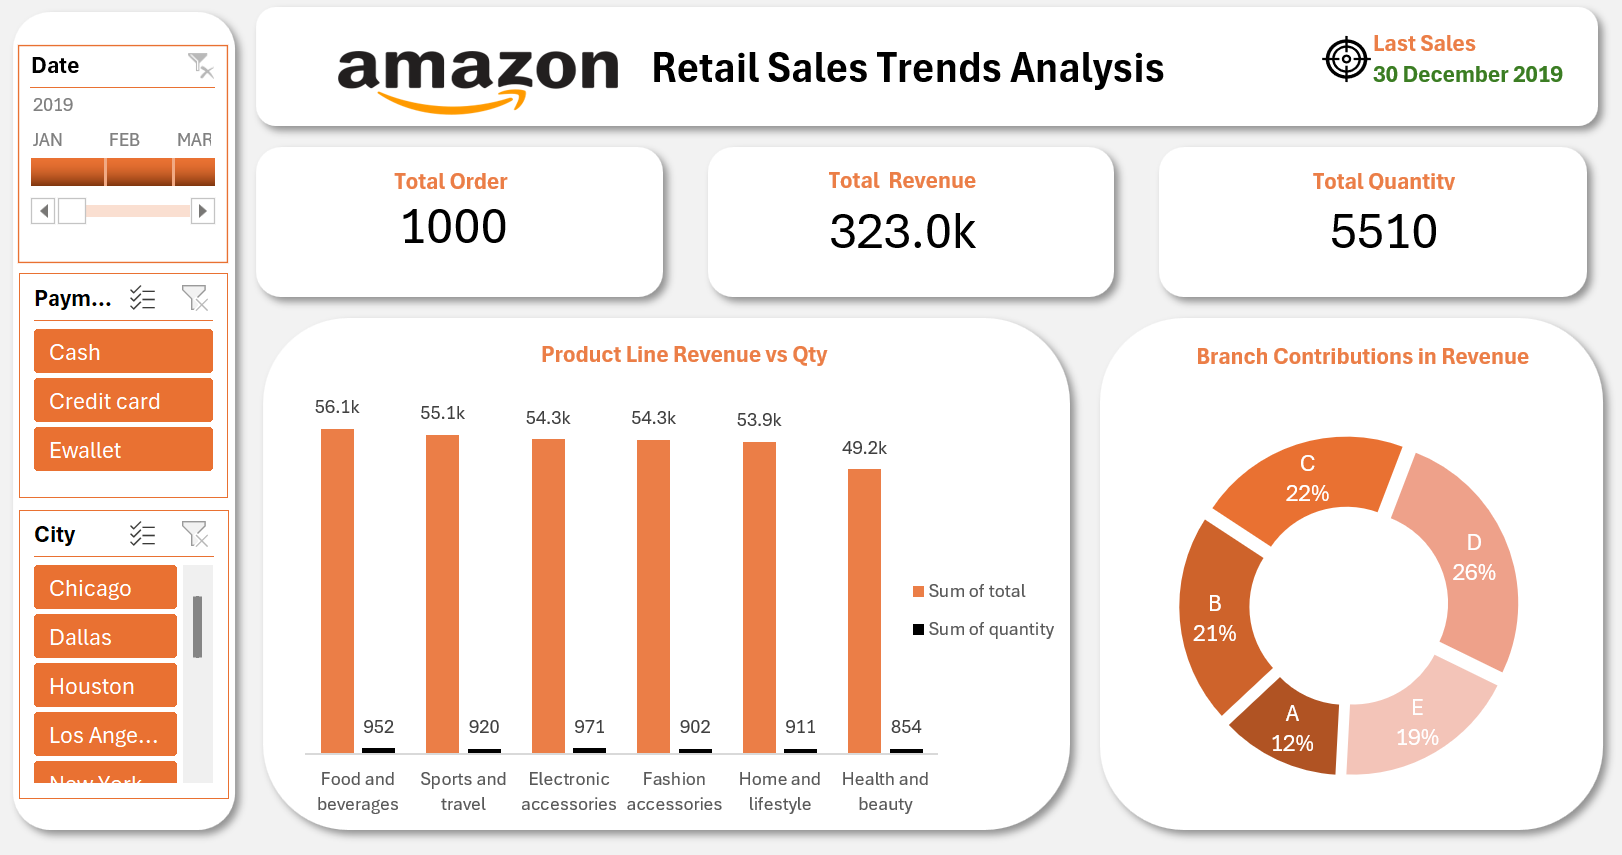 Date
2019
JAN FEB MAR
Paym...
Cash
Credit card
Ewallet
City
Chicago
Dallas
Houston
Los Ange...
New York
amazon
Retail Sales Trends Analysis
Last Sales
30 December 2019
Total Order
1000
Total Revenue
323.0k
Total Quantity
5510
Product Line Revenue vs Qty
56.1k 55.1k 54.3k 54.3k 53.9k 49.2k
Sum of total
Sum of quantity
952 920 971 902 911 854
Food and beverages
Sports and travel
Electronic accessories
Fashion accessories
Home and lifestyle
Health and beauty
Branch Contributions in Revenue
C
22%
D
26%
B
21%
E
19%
A
12%